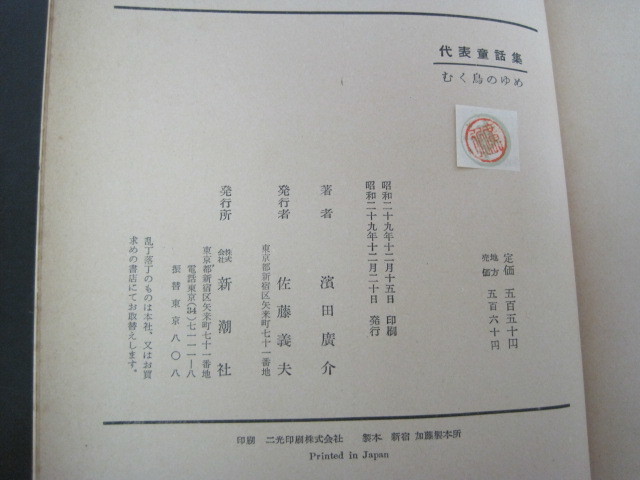 代表童話集
むく鳥のゆめ
定価 五百五十円
地方売価 五百六十円
昭和二十九年十二月十五日 印刷
昭和二十九年十二月二十日 発行
著者 濱田廣介
発行者 佐藤義夫
東京都新宿区矢来町七十一番地
発行所 株式会社 新潮社
東京都新宿区矢来町七十一番地
電話東京(34)七一一一—八
振替東京八〇八
乱丁落丁のものは本社、又はお買
求めの書店にてお取替えします。
印刷 二光印刷株式会社 製本 新宿 加藤製本所
Printed in Japan